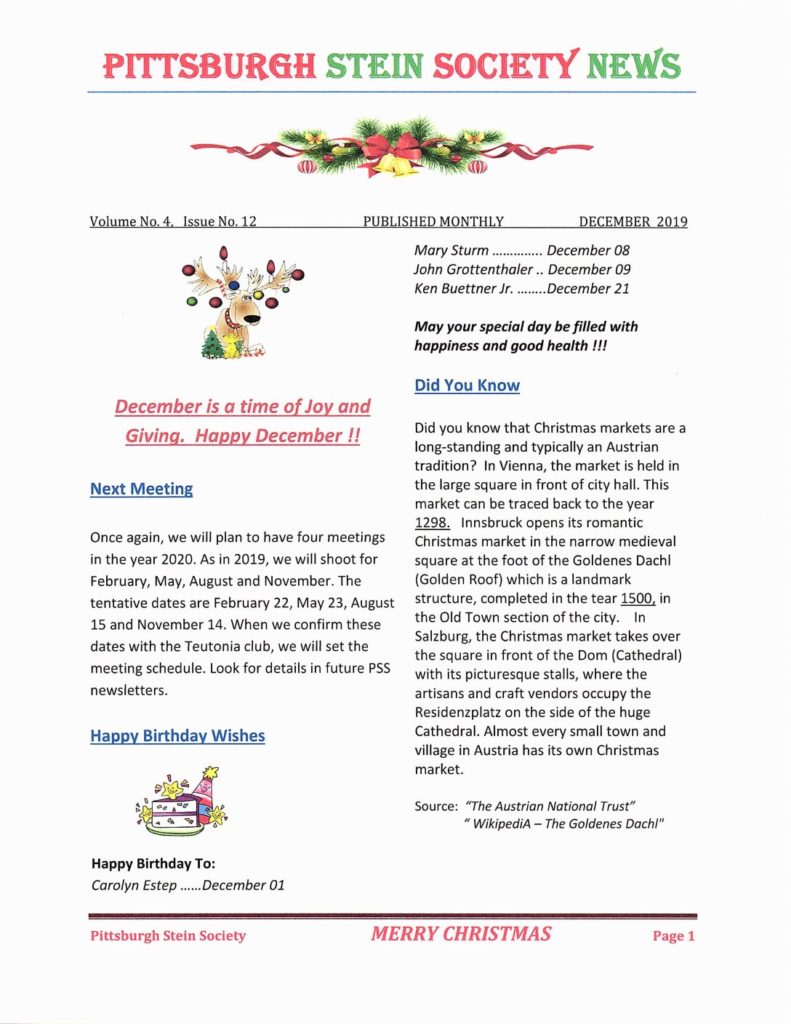 PITTSBURGH STEIN SOCIETY NEWS
Volume No. 4,   Issue No. 12   PUBLISHED MONTHLY   DECEMBER  2019
December is a time of Joy and
Giving.  Happy December !!
Next Meeting
Once again, we will plan to have four meetings
in the year 2020. As in 2019, we will shoot for
February, May, August and November. The
tentative dates are February 22, May 23, August
15 and November 14. When we confirm these
dates with the Teutonia club, we will set the
meeting schedule. Look for details in future PSS
newsletters.
Happy Birthday Wishes
Happy Birthday To:
Carolyn Estep ......December 01
Mary Sturm .............. December 08
John Grottenthaler .. December 09
Ken Buettner Jr. ........December 21
May your special day be filled with
happiness and good health !!!
Did You Know
Did you know that Christmas markets are a
long-standing and typically an Austrian
tradition?  In Vienna, the market is held in
the large square in front of city hall. This
market can be traced back to the year
1298.   Innsbruck opens its romantic
Christmas market in the narrow medieval
square at the foot of the Goldenes Dachl
(Golden Roof) which is a landmark
structure, completed in the tear 1500, in
the Old Town section of the city.    In
Salzburg, the Christmas market takes over
the square in front of the Dom (Cathedral)
with its picturesque stalls, where the
artisans and craft vendors occupy the
Residenzplatz on the side of the huge
Cathedral. Almost every small town and
village in Austria has its own Christmas
market.
Source:  “The Austrian National Trust”
“ WikipediA – The Goldenes Dachl"
Pittsburgh Stein Society   MERRY CHRISTMAS   Page 1